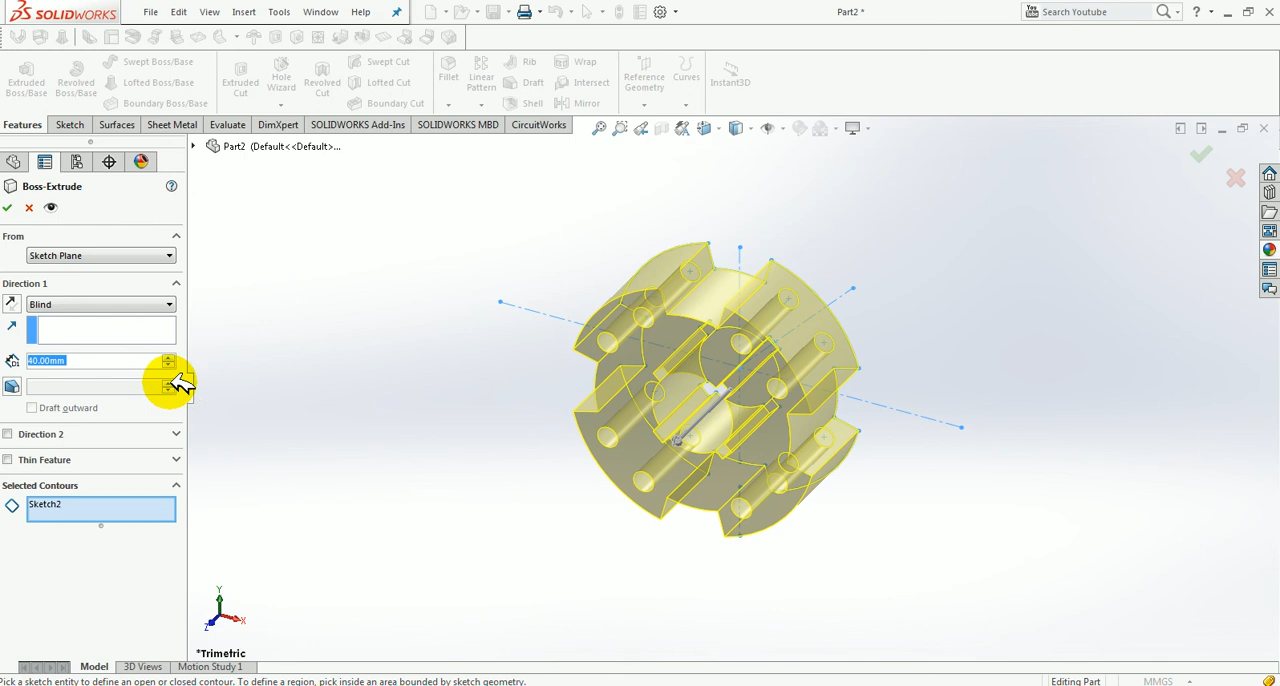 SOLIDWORKS File Edit View Insert Tools Window Help Part2 * Search Youtube
Extruded Boss/Base Revolved Boss/Base Swept Boss/Base Lofted Boss/Base Boundary Boss/Base Extruded Cut Hole Wizard Revolved Cut Swept Cut Lofted Cut Boundary Cut Fillet Linear Pattern Rib Draft Shell Wrap Intersect Mirror Reference Geometry Curves Instant3D
Features Sketch Surfaces Sheet Metal Evaluate DimXpert SOLIDWORKS Add-Ins SOLIDWORKS MBD CircuitWorks
Part2 (Default<<Default>...
Boss-Extrude
From
Sketch Plane
Direction 1
Blind
40.00mm
Draft outward
Direction 2
Thin Feature
Selected Contours
Sketch2
Y
X
Z
*Trimetric
Model 3D Views Motion Study 1
Pick a sketch entity to define an open or closed contour. To define a region, pick inside an area bounded by sketch geometry. Editing Part MMGS